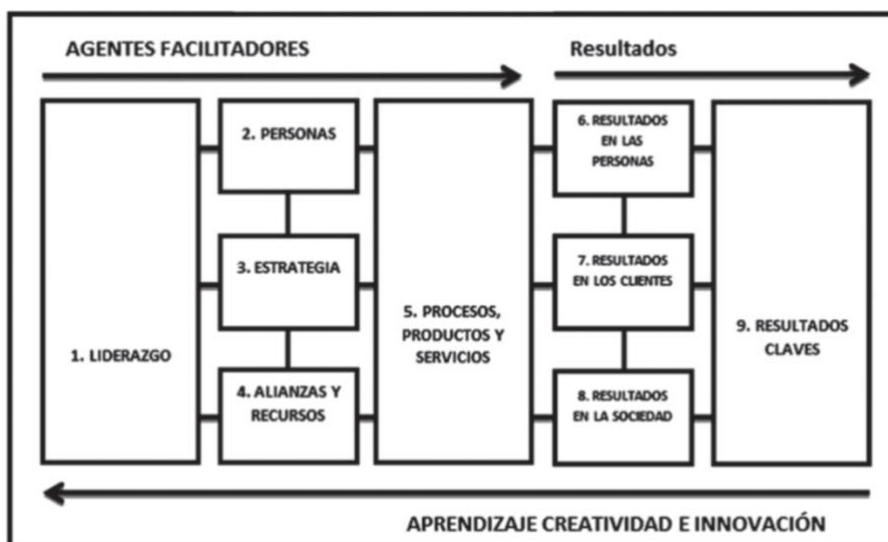 AGENTES FACILITADORES
Resultados
1. LIDERAZGO
2. PERSONAS
3. ESTRATEGIA
4. ALIANZAS Y
RECURSOS
5. PROCESOS,
PRODUCTOS Y
SERVICIOS
6. RESULTADOS
EN LAS
PERSONAS
7. RESULTADOS
EN LOS CLIENTES
8. RESULTADOS
EN LA SOCIEDAD
9. RESULTADOS
CLAVES
APRENDIZAJE CREATIVIDAD E INNOVACIÓN